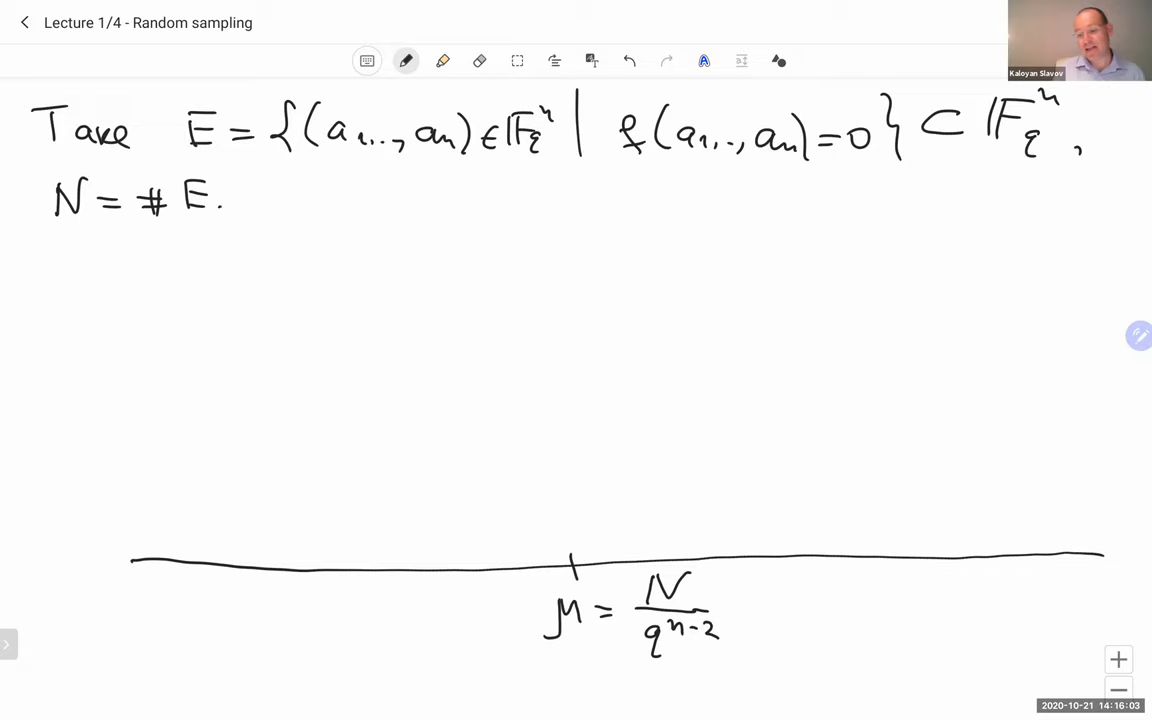 Lecture 1/4 - Random sampling
Kaloyan Slavov
Take E = {(a₁,..., aₙ) ∈ 𝔽_q^n | f(a₁,.., aₙ) = 0} ⊂ 𝔽_q^n ,
N = # E.
μ = N / q^{n-2}
2020-10-21 14:16:03